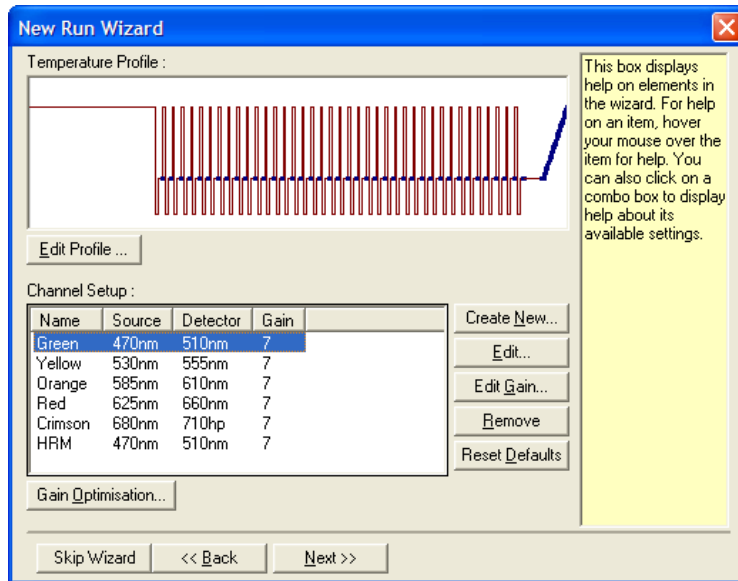 New Run Wizard
Temperature Profile :
Edit Profile ...
Channel Setup :
Name Source Detector Gain
Green 470nm 510nm 7
Yellow 530nm 555nm 7
Orange 585nm 610nm 7
Red 625nm 660nm 7
Crimson 680nm 710hp 7
HRM 470nm 510nm 7
Create New...
Edit...
Edit Gain...
Remove
Reset Defaults
Gain Optimisation...
Skip Wizard << Back Next >>
This box displays
help on elements in
the wizard. For help
on an item, hover
your mouse over the
item for help. You
can also click on a
combo box to display
help about its
available settings.